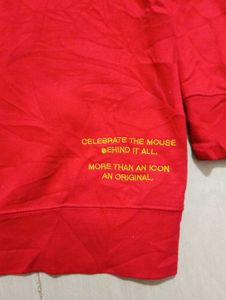 CELEBRATE THE MOUSE
BEHIND IT ALL.
MORE THAN AN ICON
AN ORIGINAL.